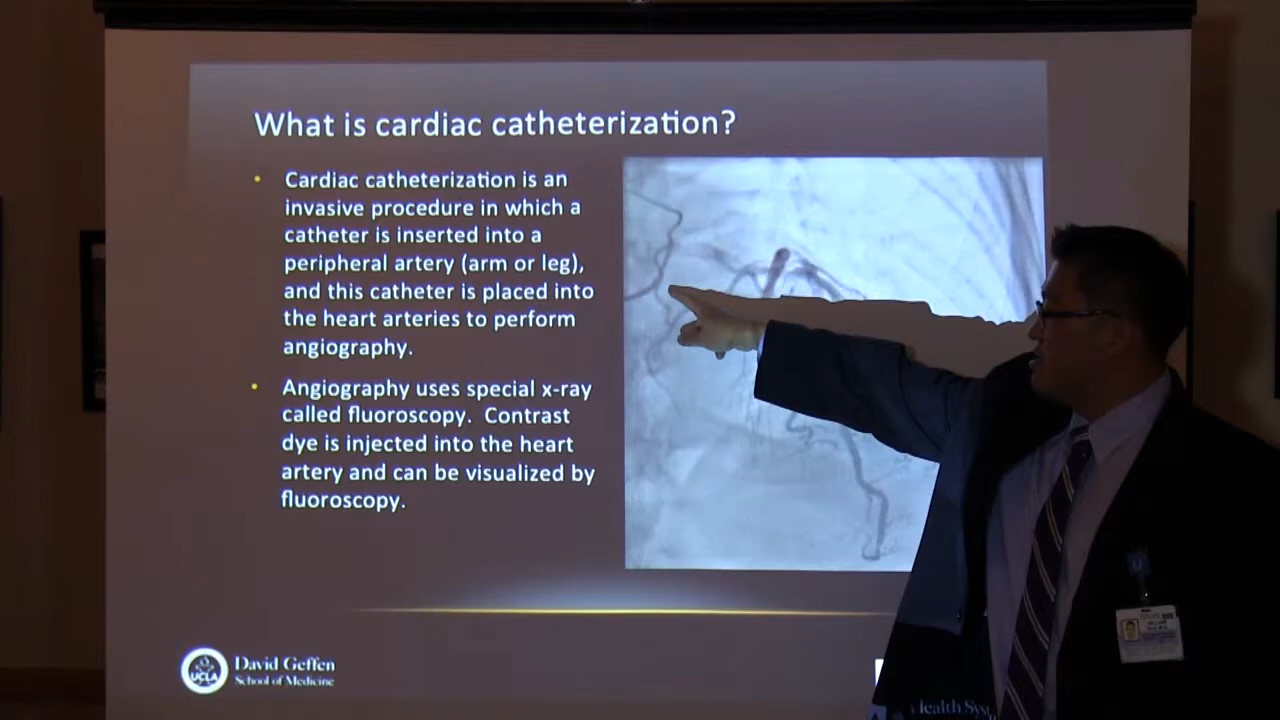 What is cardiac catheterization?
• Cardiac catheterization is an
invasive procedure in which a
catheter is inserted into a
peripheral artery (arm or leg),
and this catheter is placed into
the heart arteries to perform
angiography.
• Angiography uses special x-ray
called fluoroscopy. Contrast
dye is injected into the heart
artery and can be visualized by
fluoroscopy.
UCLA
David Geffen
School of Medicine
Health Syst